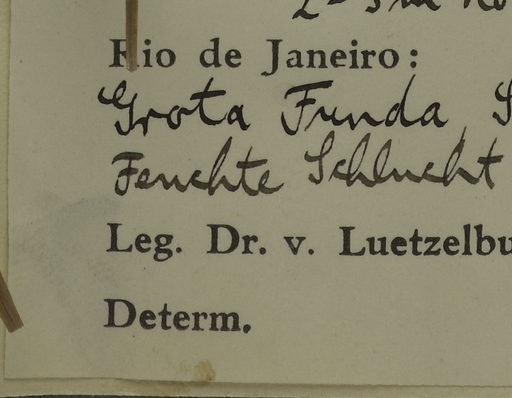 Rio de Janeiro:
Grota Funda, S
Feuchte Schlucht
Leg. Dr. v. Luetzelbu
Determ.